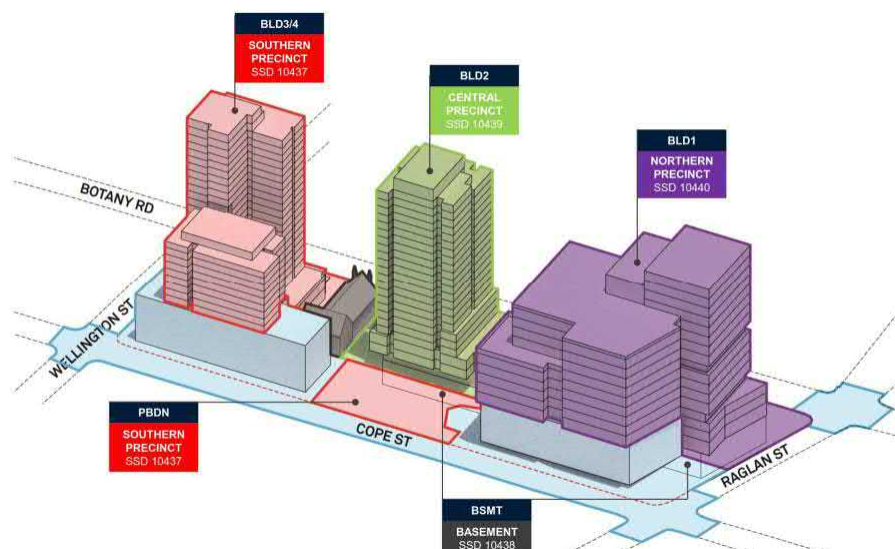 BLD3/4
SOUTHERN
PRECINCT
SSD 10437
BLD2
CENTRAL
PRECINCT
SSD 10439
BLD1
NORTHERN
PRECINCT
SSD 10440
BOTANY RD
WELLINGTON ST
PBDN
SOUTHERN
PRECINCT
SSD 10437
COPE ST
RAGLAN ST
BSMT
BASEMENT
SSD 10438